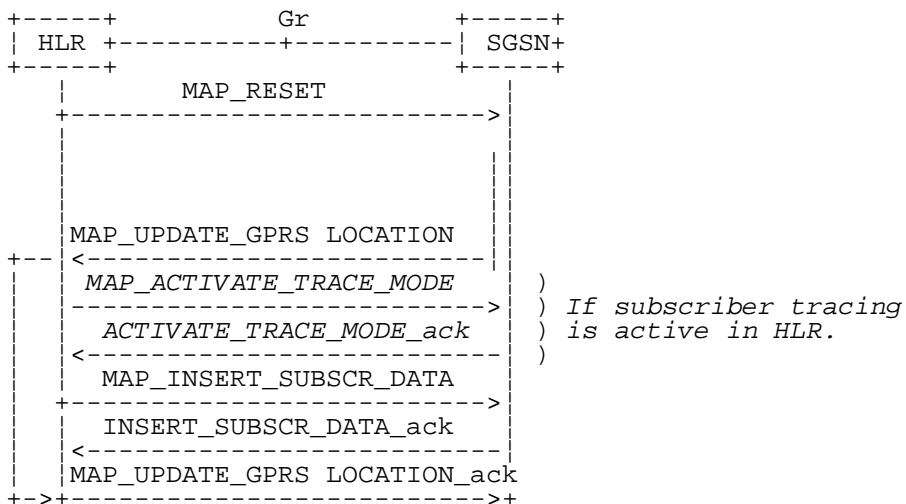 Gr
HLR SGSN
MAP_RESET
MAP_UPDATE_GPRS LOCATION
MAP_ACTIVATE_TRACE_MODE )
) If subscriber tracing
ACTIVATE_TRACE_MODE_ack ) is active in HLR.
)
MAP_INSERT_SUBSCR_DATA
INSERT_SUBSCR_DATA_ack
MAP_UPDATE_GPRS LOCATION_ack